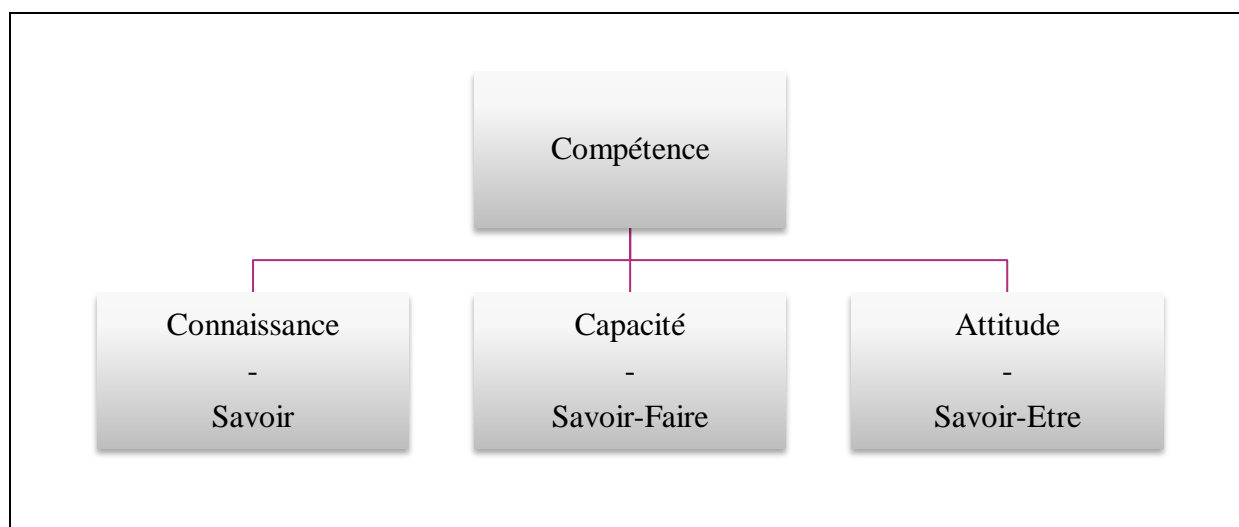 Compétence
Connaissance
-
Savoir
Capacité
-
Savoir-Faire
Attitude
-
Savoir-Etre